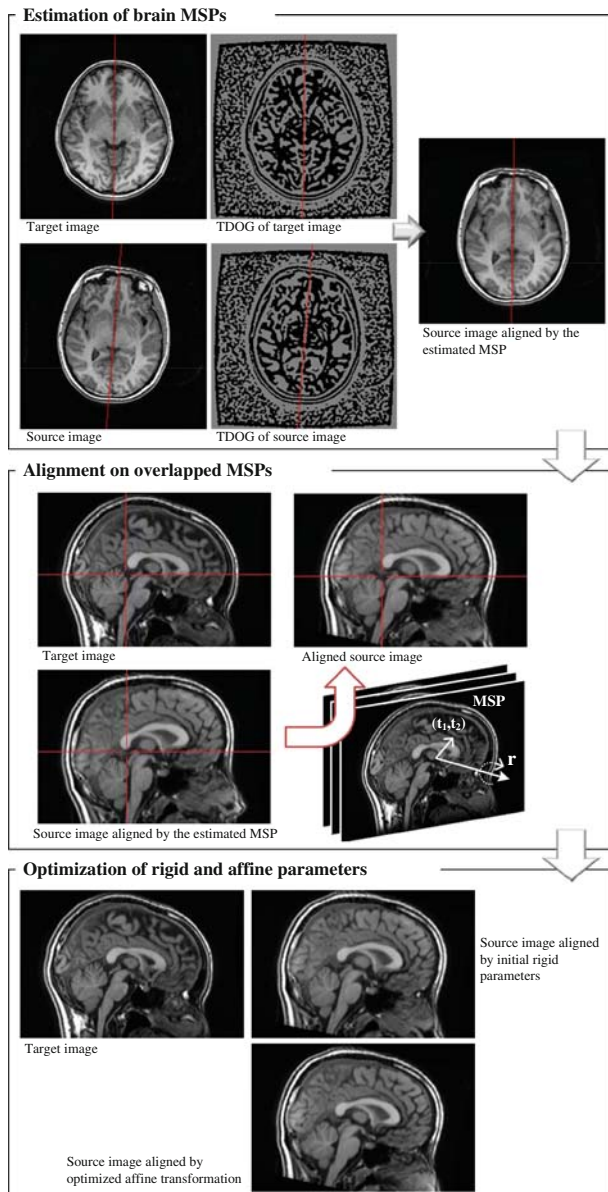 Estimation of brain MSPs
Target image
TDOG of target image
Source image
TDOG of source image
Source image aligned by the
estimated MSP
Alignment on overlapped MSPs
Target image
Aligned source image
Source image aligned by the estimated MSP
MSP
(t₁,t₂)
r
Optimization of rigid and affine parameters
Target image
Source image aligned
by initial rigid
parameters
Source image aligned by
optimized affine transformation